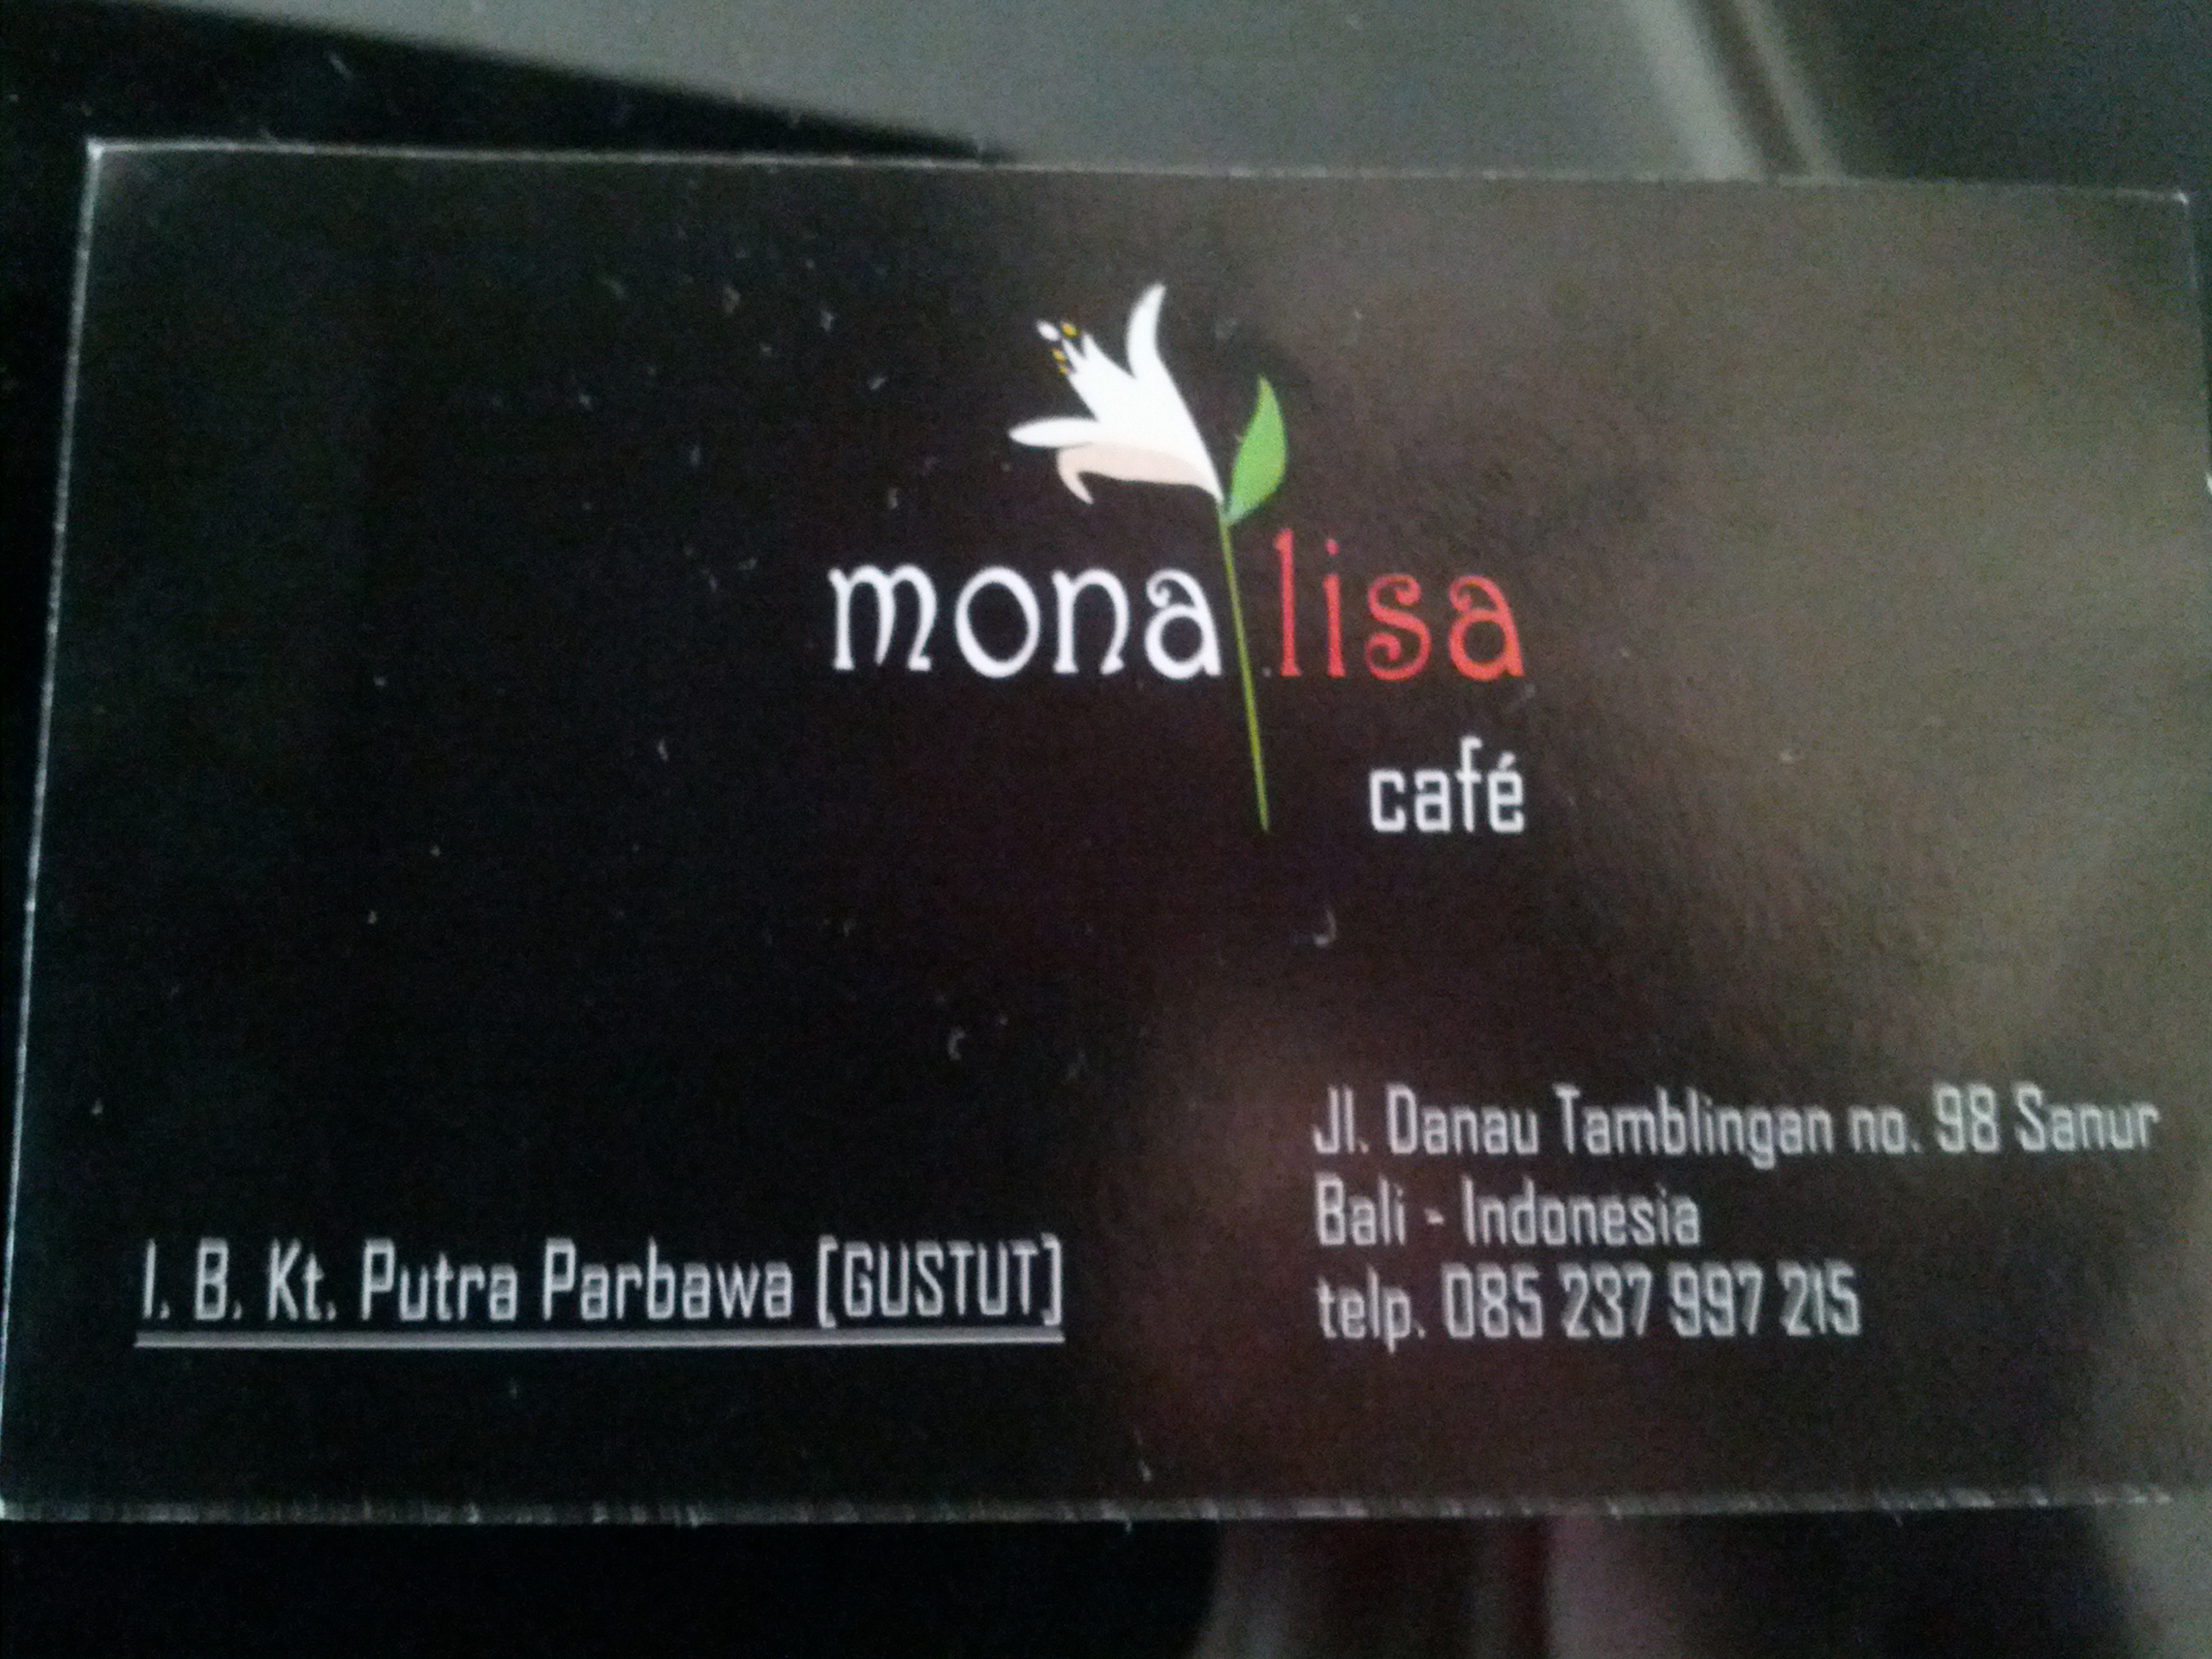 mona lisa
café
I. B. Kt. Putra Parbawa [GUSTUT]
Jl. Danau Tamblingan no. 98 Sanur
Bali - Indonesia
telp. 085 237 997 215